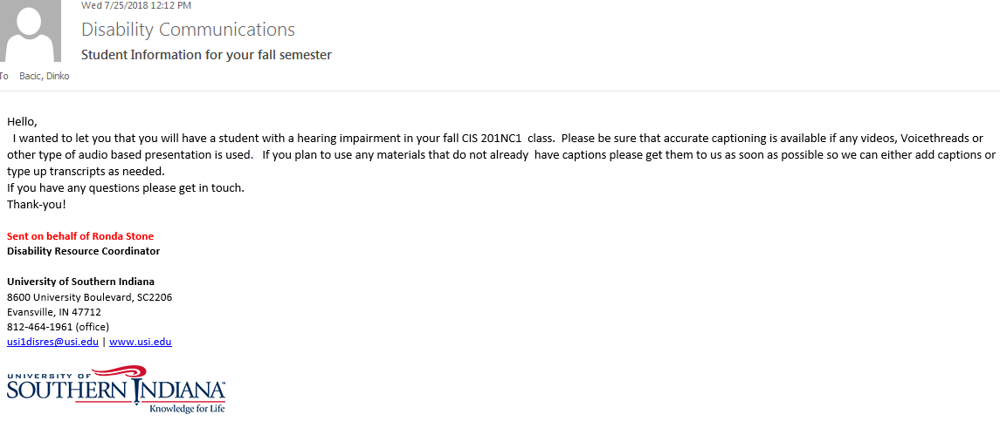 Wed 7/25/2018 12:12 PM
Disability Communications
Student Information for your fall semester
To Bacic, Dinko
Hello,
I wanted to let you that you will have a student with a hearing impairment in your fall CIS 201NC1 class. Please be sure that accurate captioning is available if any videos, Voicethreads or
other type of audio based presentation is used. If you plan to use any materials that do not already have captions please get them to us as soon as possible so we can either add captions or
type up transcripts as needed.
If you have any questions please get in touch.
Thank-you!
Sent on behalf of Ronda Stone
Disability Resource Coordinator
University of Southern Indiana
8600 University Boulevard, SC2206
Evansville, IN 47712
812-464-1961 (office)
usi1disres@usi.edu | www.usi.edu
UNIVERSITY OF
SOUTHERN INDIANA™
Knowledge for Life